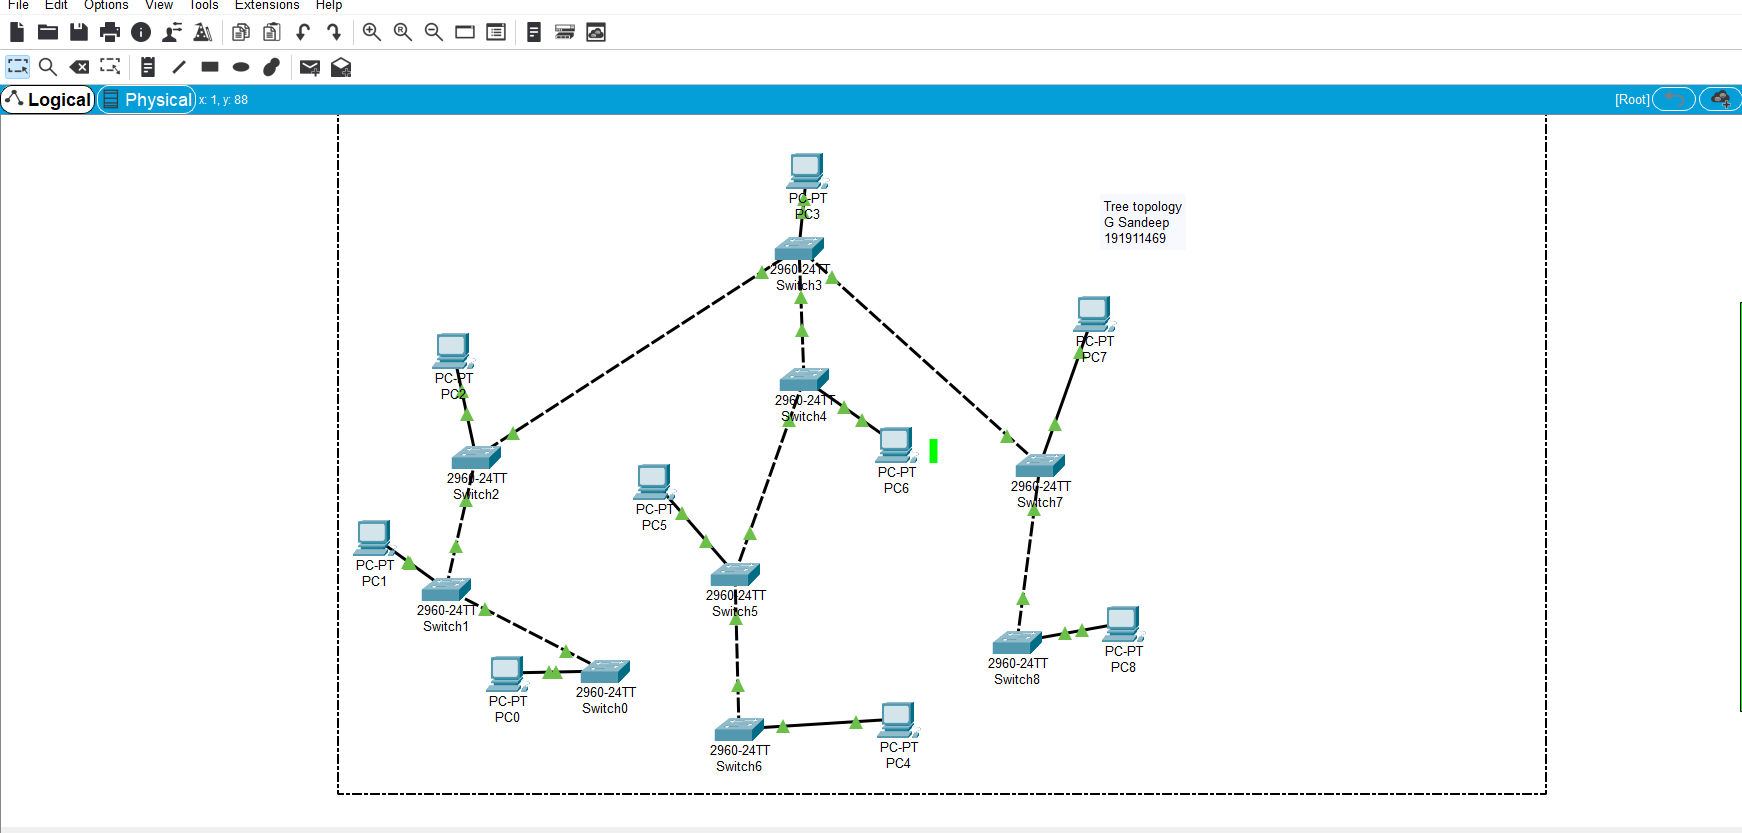 File Edit Options View Tools Extensions Help
Logical Physical x: 1, y: 88 [Root]
PC-PT
PC3
Tree topology
G Sandeep
191911469
2960-24TT
Switch3
PC-PT
PC7
PC-PT
PC2
2960-24TT
Switch4
PC-PT
PC6
2960-24TT
Switch2
2960-24TT
Switch7
PC-PT
PC5
PC-PT
PC1
2960-24TT
Switch5
2960-24TT
Switch1
PC-PT
PC8
2960-24TT
Switch8
PC-PT
PC0
2960-24TT
Switch0
2960-24TT
Switch6
PC-PT
PC4